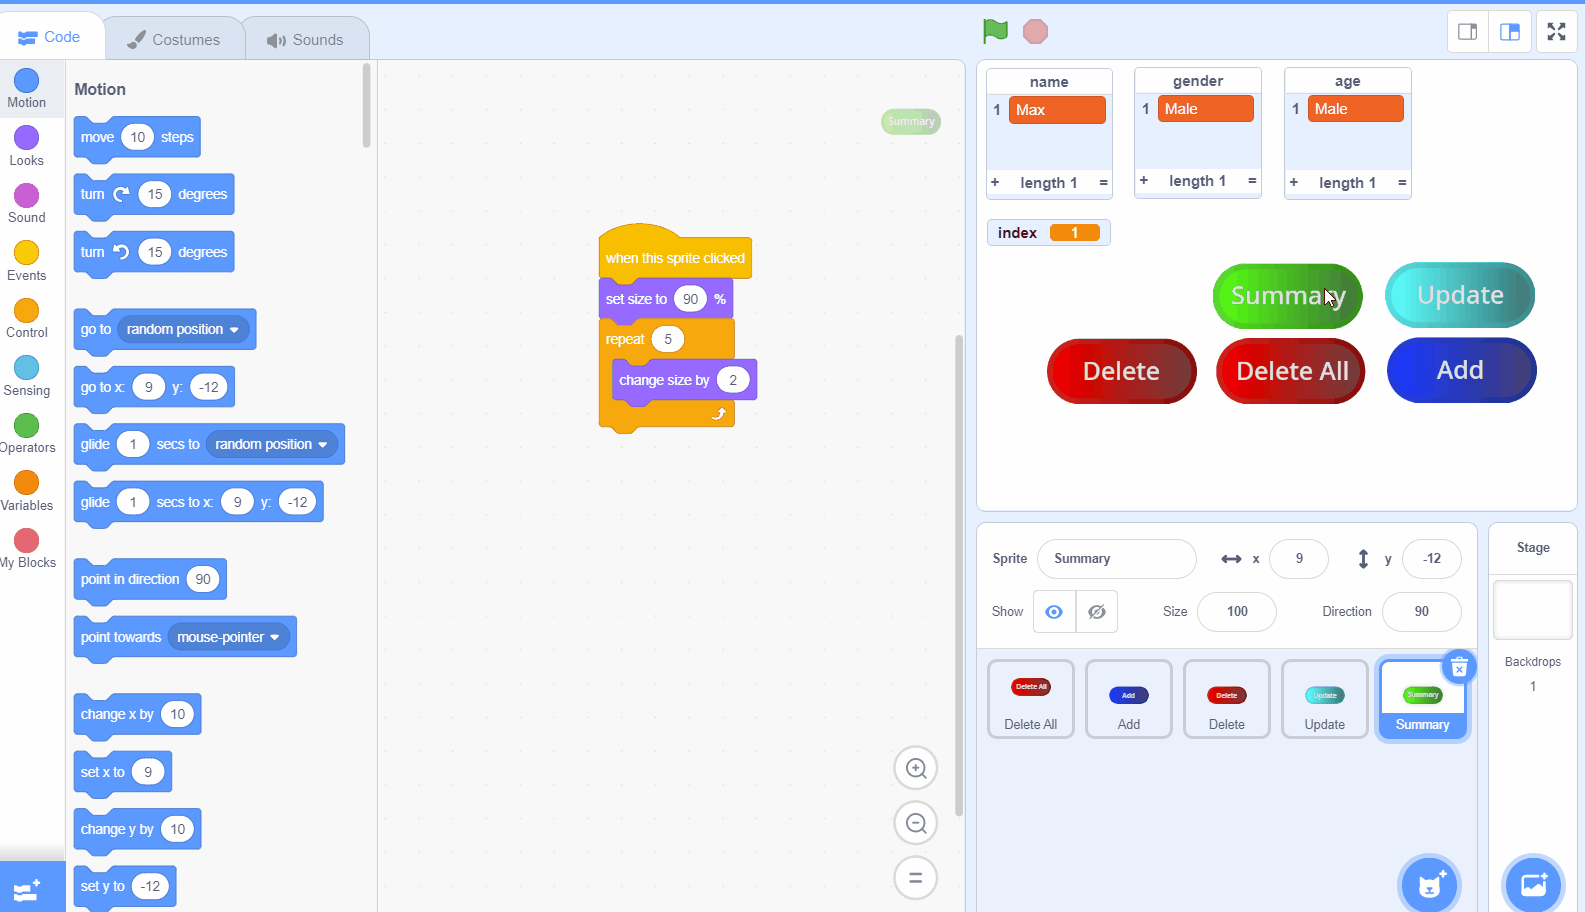 Code
Costumes
Sounds
Motion
Looks
Sound
Events
Control
Sensing
Operators
Variables
My Blocks
Motion
move 10 steps
turn 15 degrees
turn 15 degrees
go to random position
go to x: 9 y: -12
glide 1 secs to random position
glide 1 secs to x: 9 y: -12
point in direction 90
point towards mouse-pointer
change x by 10
set x to 9
change y by 10
set y to -12
Summary
when this sprite clicked
set size to 90 %
repeat 5
change size by 2
name
1 Max
+ length 1 =
gender
1 Male
+ length 1 =
age
1 Male
+ length 1 =
index 1
Summary
Update
Delete
Delete All
Add
Sprite Summary x 9 y -12
Show Size 100 Direction 90
Delete All
Delete All
Add
Add
Delete
Delete
Update
Update
Summary
Summary
Stage
Backdrops
1